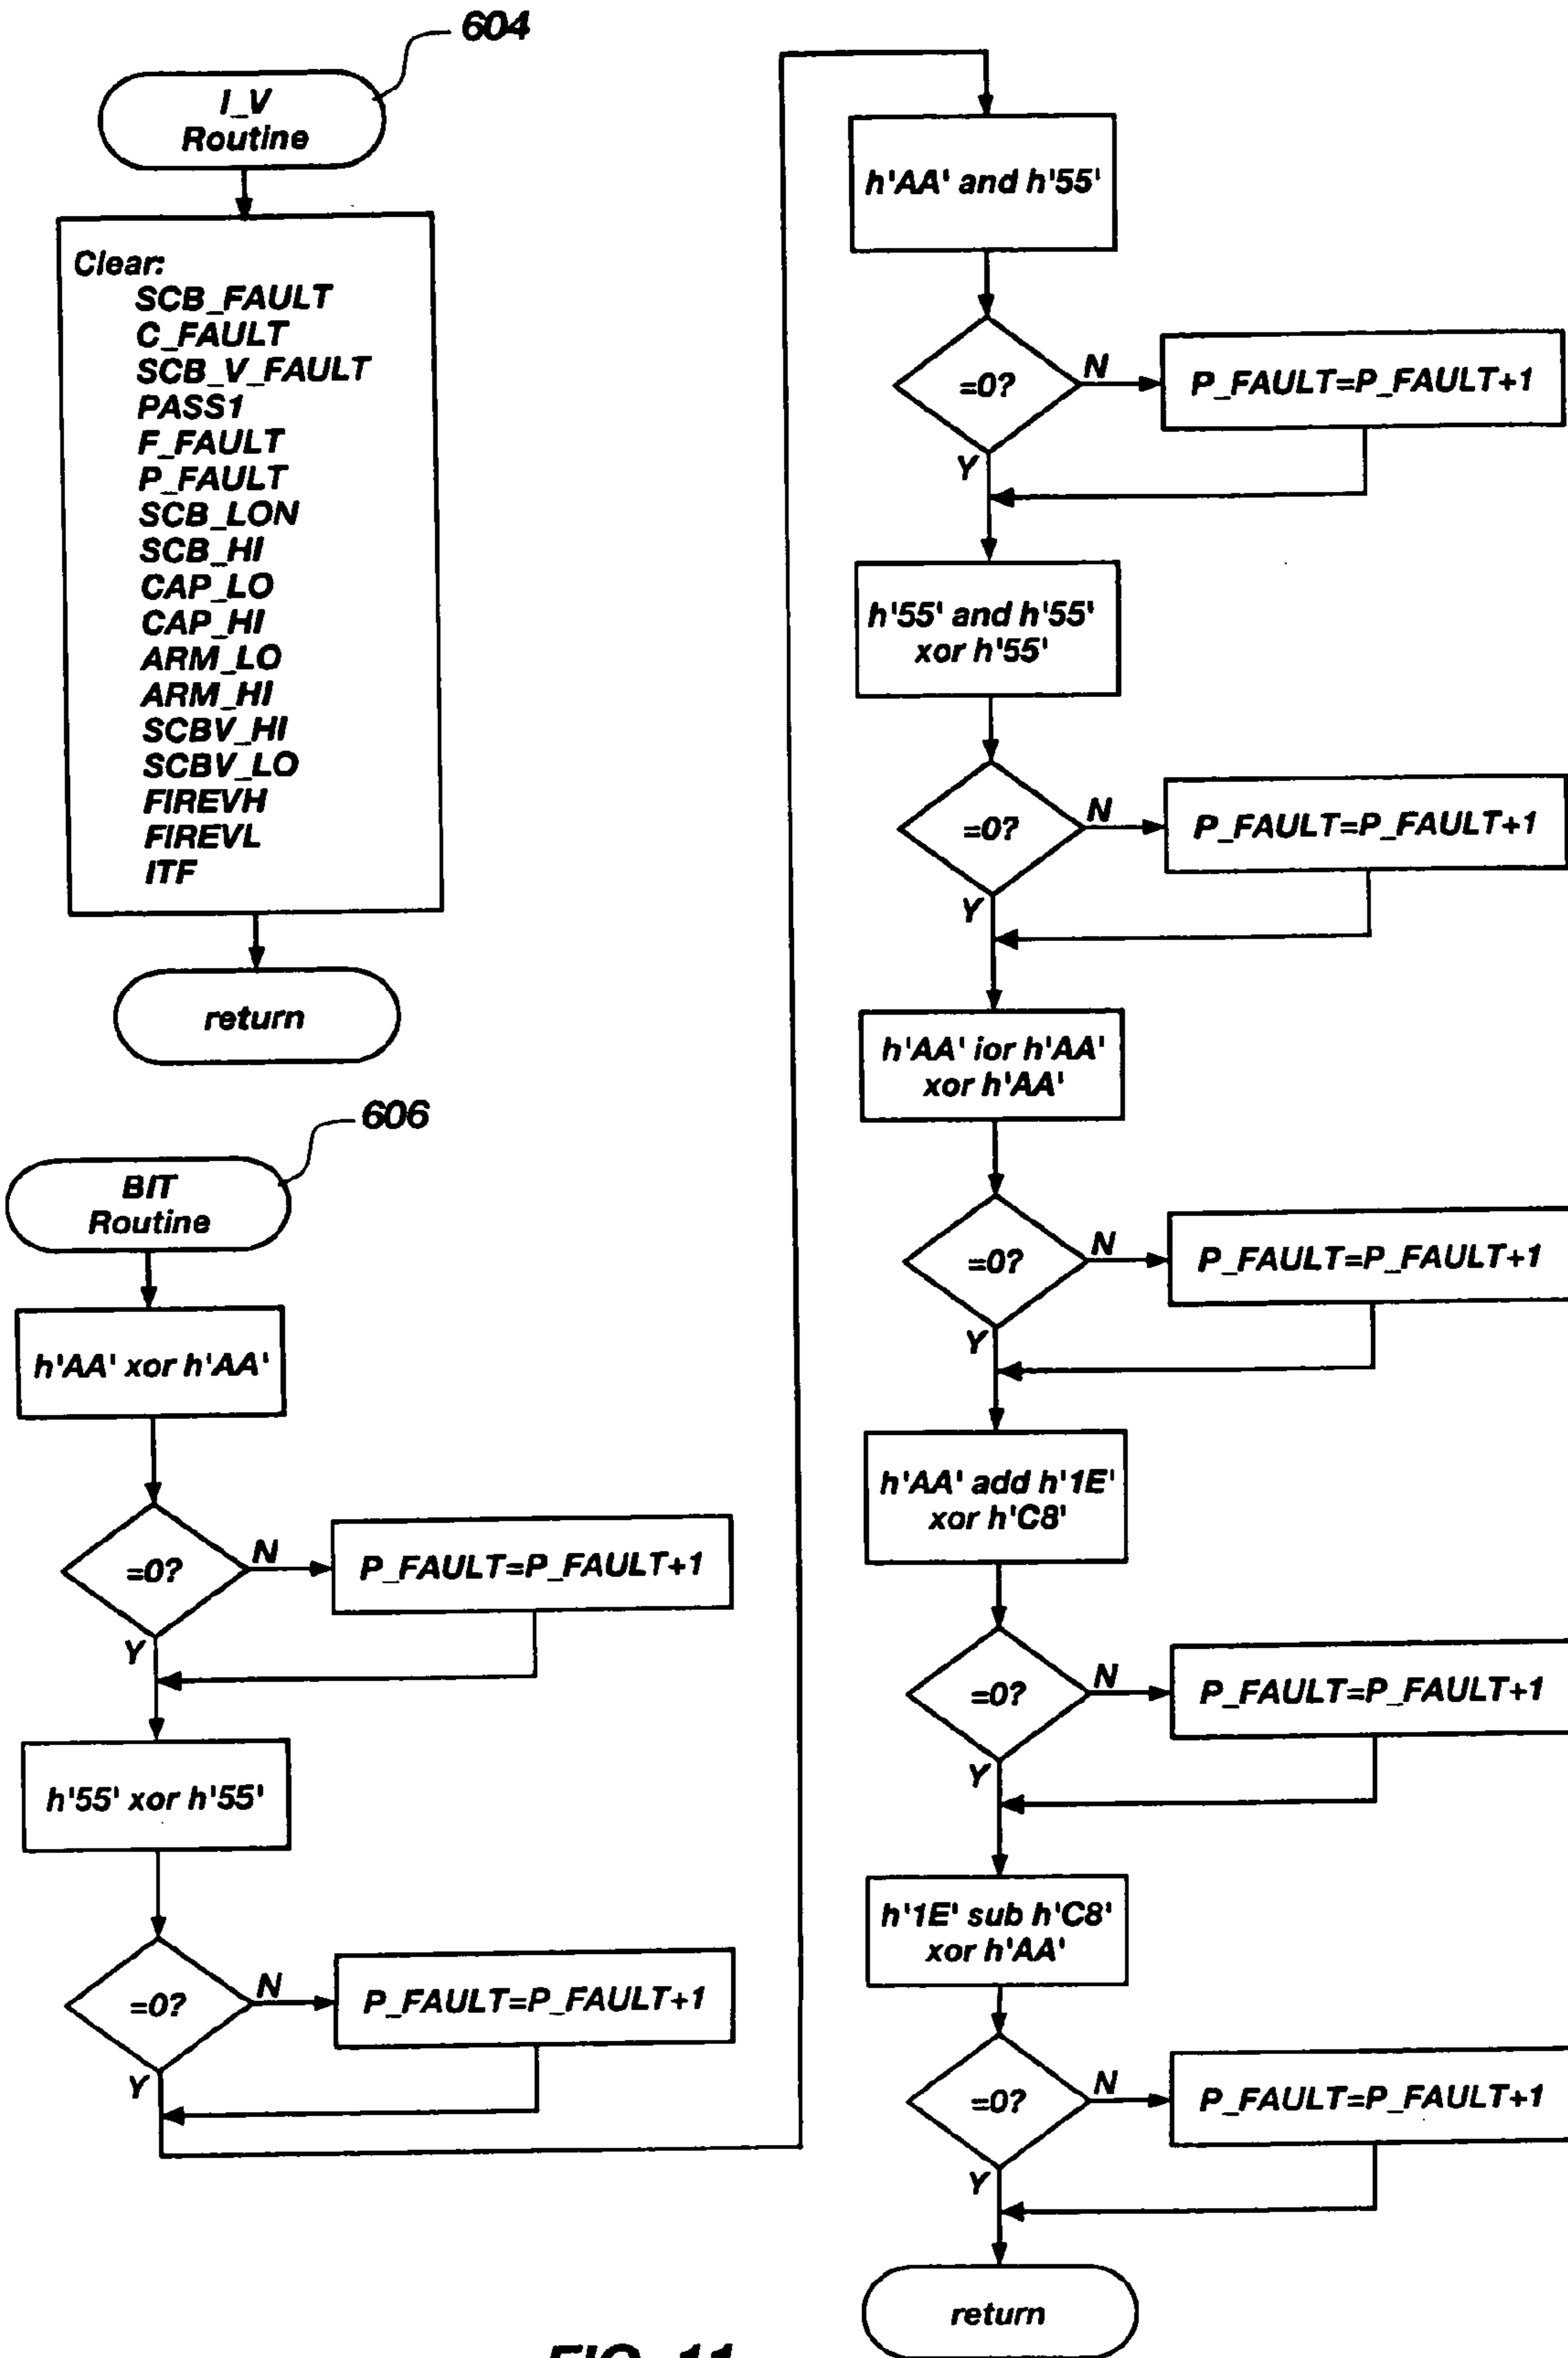 604
I_V
Routine
Clear:
SCB_FAULT
C_FAULT
SCB_V_FAULT
PASS1
F_FAULT
P_FAULT
SCB_LON
SCB_HI
CAP_LO
CAP_HI
ARM_LO
ARM_HI
SCBV_HI
SCBV_LO
FIREVH
FIREVL
ITF
return
606
BIT
Routine
h'AA' xor h'AA'
=0?
N
P_FAULT=P_FAULT+1
Y
h'55' xor h'55'
=0?
N
P_FAULT=P_FAULT+1
Y
h'AA' and h'55'
=0?
N
P_FAULT=P_FAULT+1
Y
h'55' and h'55'
xor h'55'
=0?
N
P_FAULT=P_FAULT+1
Y
h'AA' ior h'AA'
xor h'AA'
=0?
N
P_FAULT=P_FAULT+1
Y
h'AA' add h'1E'
xor h'C8'
=0?
N
P_FAULT=P_FAULT+1
Y
h'1E' sub h'C8'
xor h'AA'
=0?
N
P_FAULT=P_FAULT+1
Y
return
FIG. 11